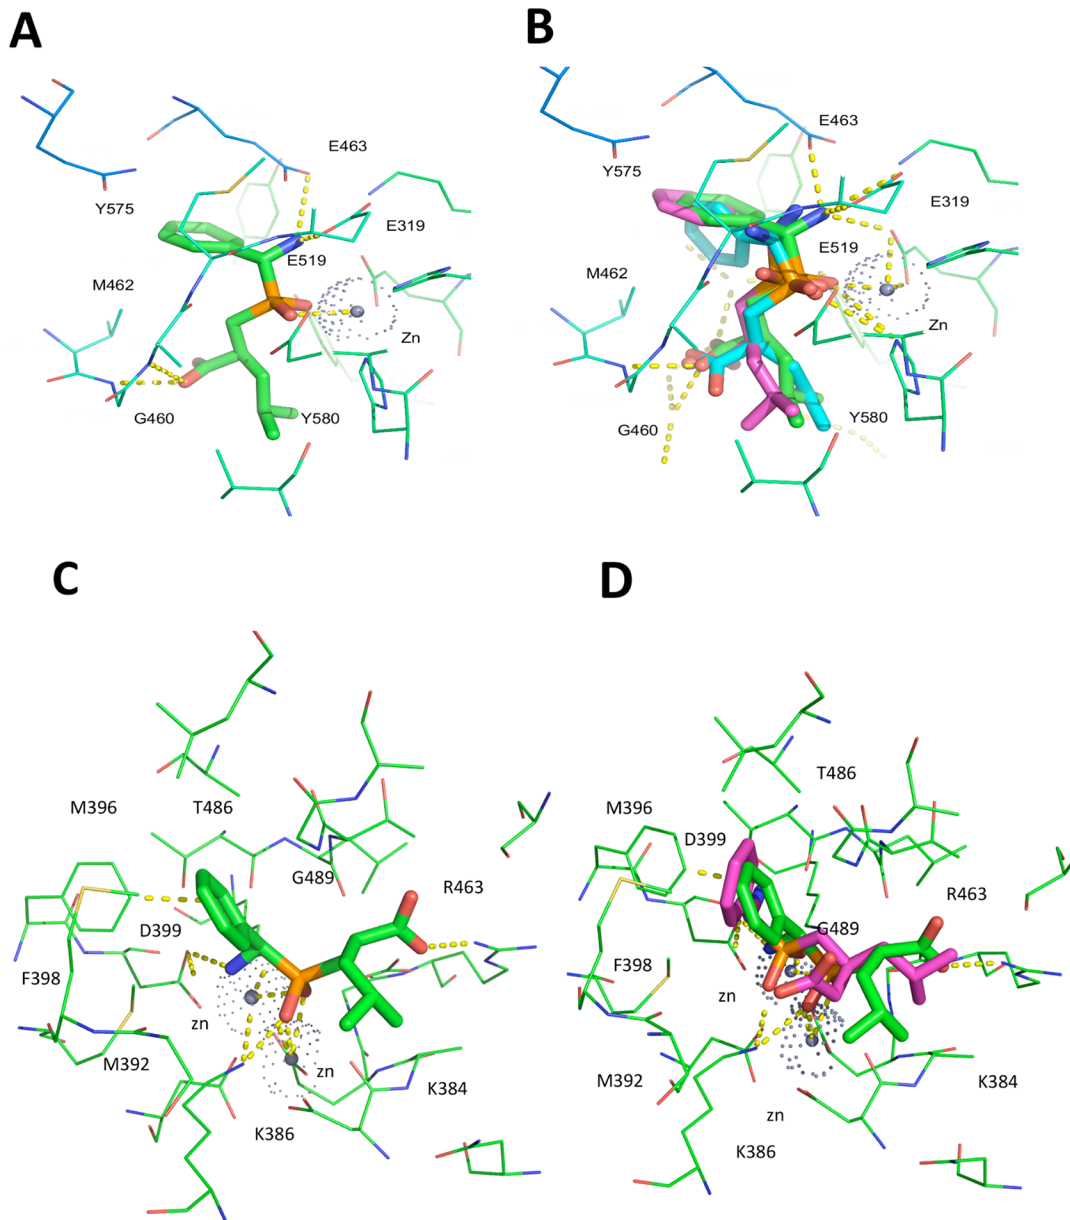 A
B
E463
E463
Y575
Y575
E319
E319
E519
E519
M462
M462
Zn
Zn
G460
Y580
G460
Y580
C
D
T486
M396
T486
M396
D399
G489
R463
R463
D399
G489
F398
F398
zn
zn
M392
zn
M392
K384
K384
zn
K386
K386